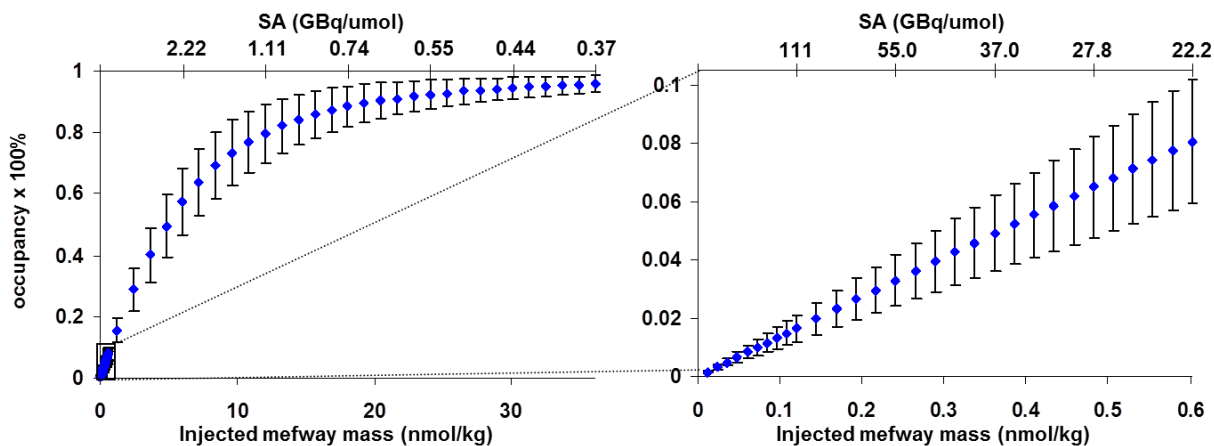 SA (GBq/umol)
2.22 1.11 0.74 0.55 0.44 0.37
1
0.8
0.6
0.4
0.2
0
occupancy x 100%
0 10 20 30
Injected mefway mass (nmol/kg)
SA (GBq/umol)
111 55.0 37.0 27.8 22.2
0.1
0.08
0.06
0.04
0.02
0
0 0.1 0.2 0.3 0.4 0.5 0.6
Injected mefway mass (nmol/kg)